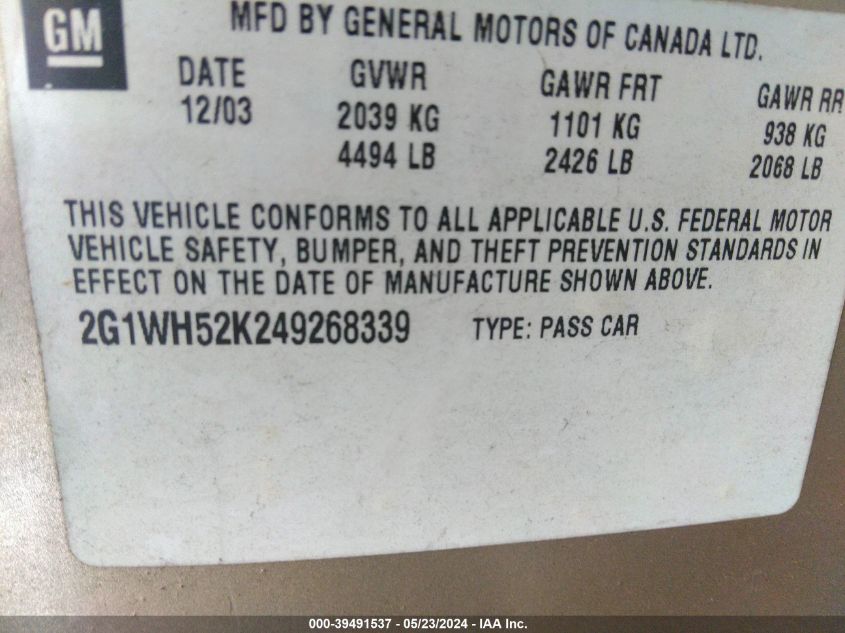 GM
MFD BY GENERAL MOTORS OF CANADA LTD.
DATE GVWR GAWR FRT GAWR RR
12/03 2039 KG 1101 KG 938 KG
4494 LB 2426 LB 2068 LB
THIS VEHICLE CONFORMS TO ALL APPLICABLE U.S. FEDERAL MOTOR
VEHICLE SAFETY, BUMPER, AND THEFT PREVENTION STANDARDS IN
EFFECT ON THE DATE OF MANUFACTURE SHOWN ABOVE.
2G1WH52K249268339 TYPE: PASS CAR
000-39491537 - 05/23/2024 - IAA Inc.